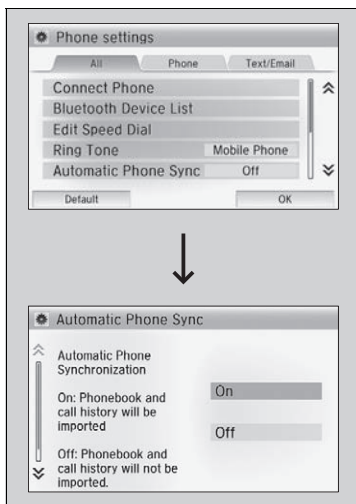 Phone settings
All Phone Text/Email
Connect Phone
Bluetooth Device List
Edit Speed Dial
Ring Tone Mobile Phone
Automatic Phone Sync Off
Default OK
Automatic Phone Sync
Automatic Phone
Synchronization
On: Phonebook and
call history will be
imported
Off: Phonebook and
call history will not be
imported.
On
Off